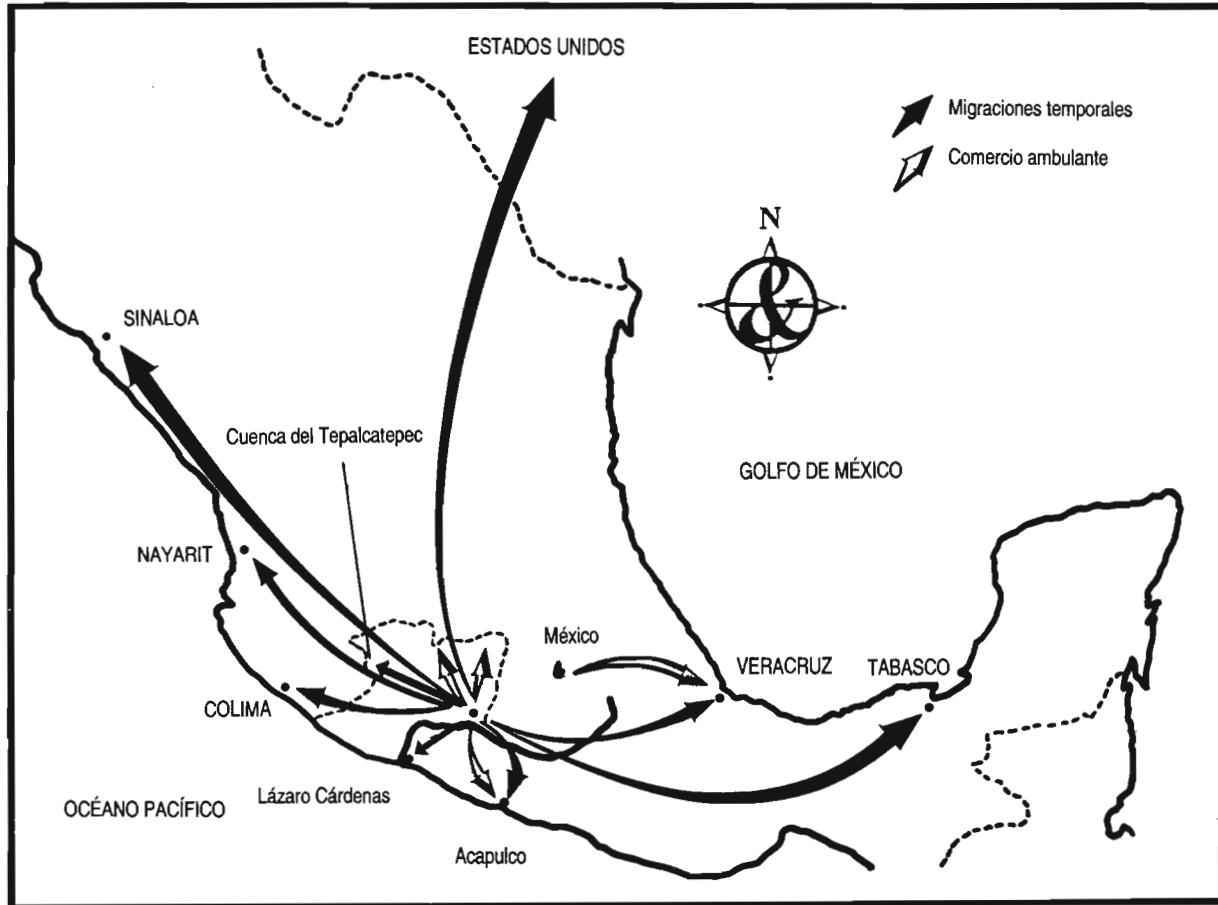 ESTADOS UNIDOS
Migraciones temporales
Comercio ambulante
N
&
SINALOA
Cuenca del Tepalcatepec
GOLFO DE MÉXICO
NAYARIT
México
VERACRUZ
TABASCO
COLIMA
Lázaro Cárdenas
OCÉANO PACÍFICO
Acapulco